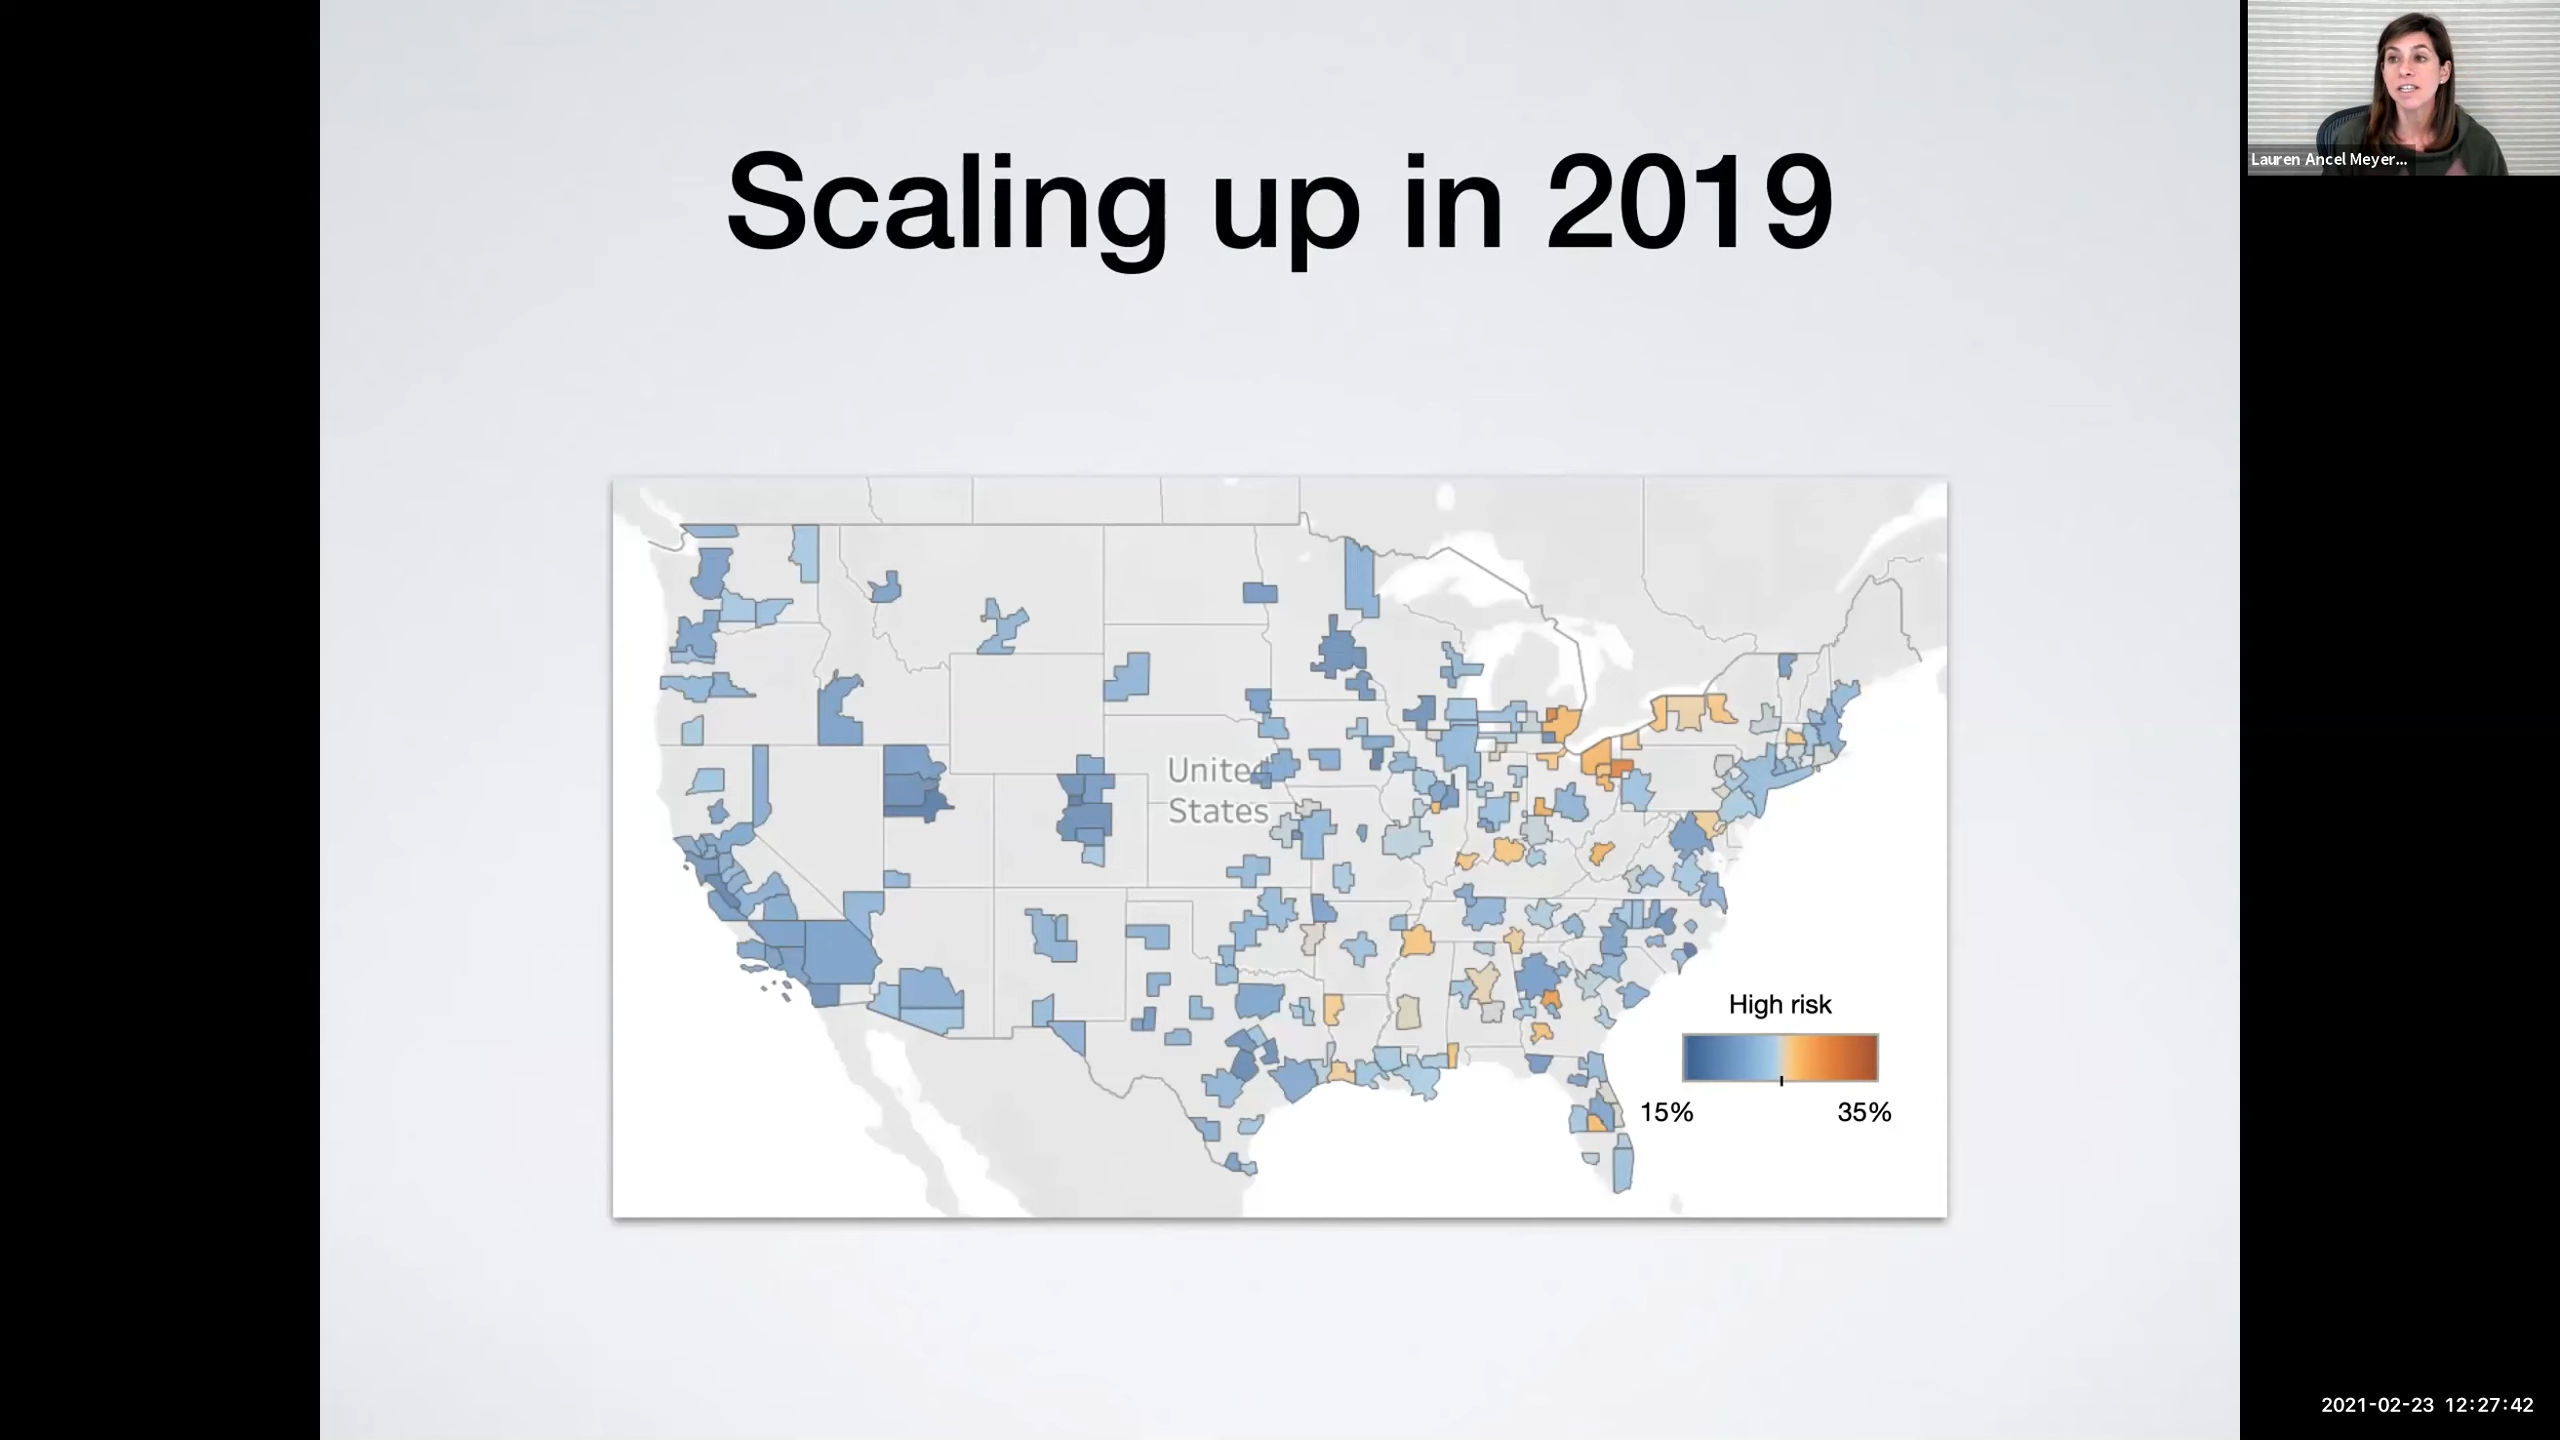 Scaling up in 2019
Lauren Ancel Meyer...
United
States
High risk
15%
35%
2021-02-23 12:27:42